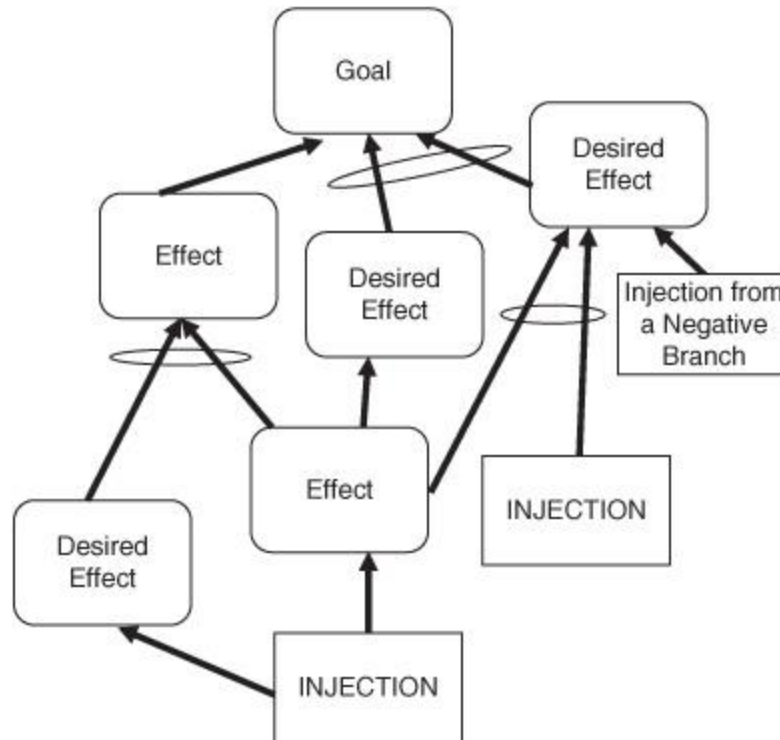 Goal
Desired
Effect
Effect
Desired
Effect
Injection from
a Negative
Branch
Effect
INJECTION
Desired
Effect
INJECTION